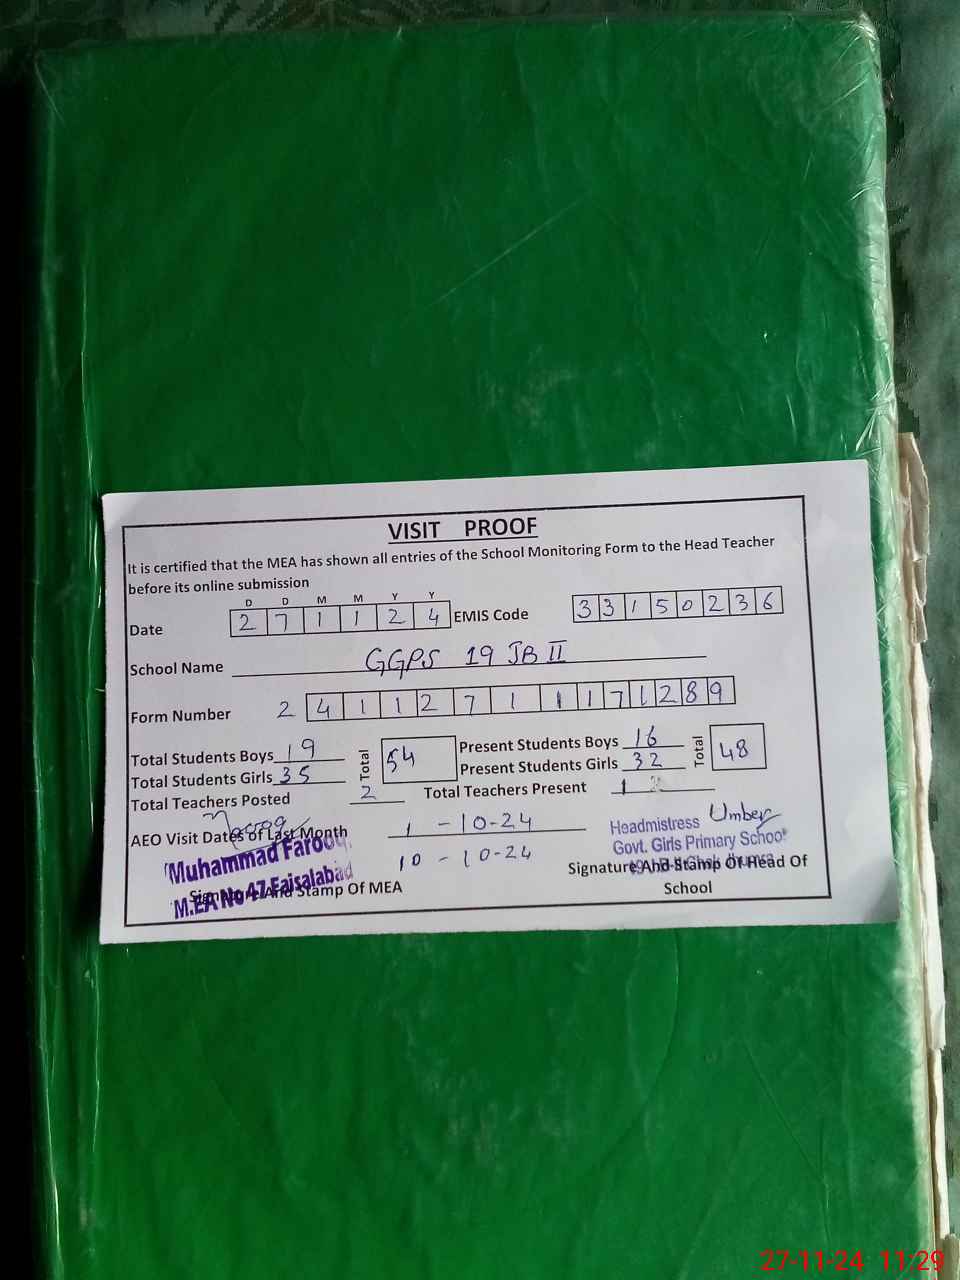 VISIT PROOF
It is certified that the MEA has shown all entries of the School Monitoring Form to the Head Teacher
before its online submission
D D M M Y Y
Date 2 7 1 1 2 4 EMIS Code 3 3 1 5 0 2 3 6
School Name GGPS 19 JB II
Form Number 2 4 1 1 2 7 1 1 1 7 1 2 8 9
Total Students Boys 19 Total 54 Present Students Boys 16 Total 48
Total Students Girls 35 Present Students Girls 32
Total Teachers Posted 2 Total Teachers Present 1
AEO Visit Dates of Last Month 1 - 10-24
10 - 10-24
Muhammad Farooq
M.EA No 47 Faisalabad
Signature And Stamp Of MEA
Umber
Headmistress
Govt. Girls Primary School
Signature And Stamp Of Head Of
School
27-11-24 11:29